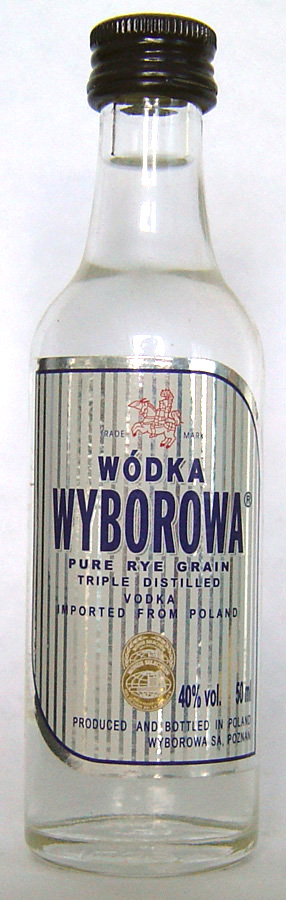 TRADE MARK
WÓDKA
WYBOROWA®
PURE RYE GRAIN
TRIPLE DISTILLED
VODKA
IMPORTED FROM POLAND
40% vol. 50 ml
PRODUCED AND BOTTLED IN POLAND
WYBOROWA SA, POZNAN